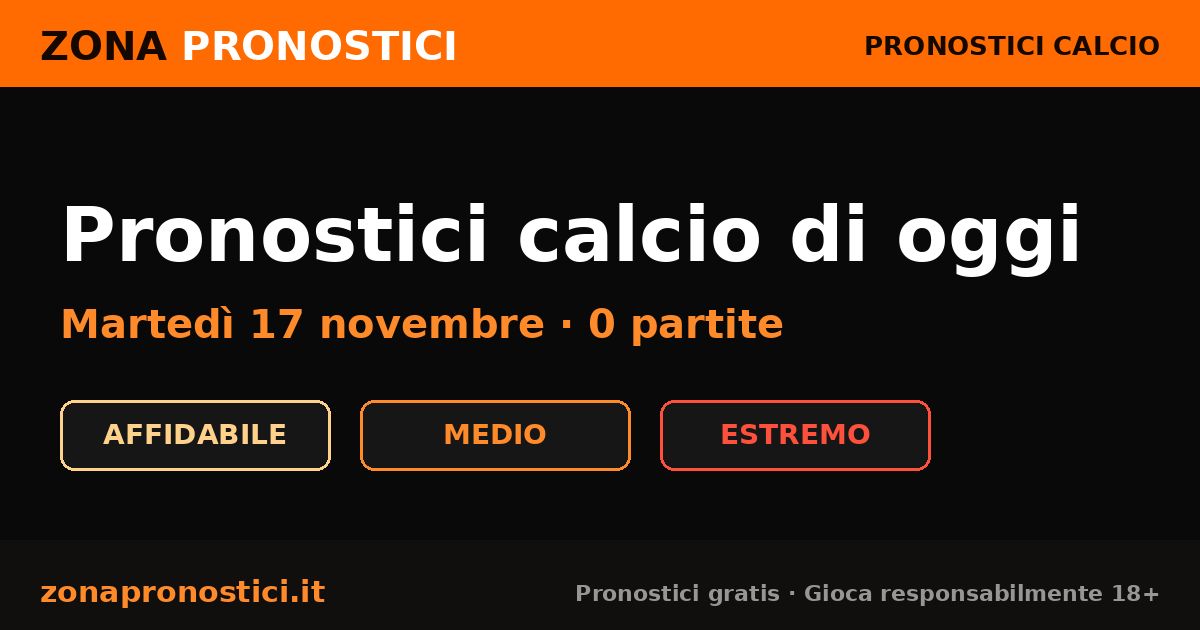 ZONA PRONOSTICI
PRONOSTICI CALCIO
Pronostici calcio di oggi
Martedì 17 novembre · 0 partite
AFFIDABILE
MEDIO
ESTREMO
zonapronostici.it
Pronostici gratis · Gioca responsabilmente 18+